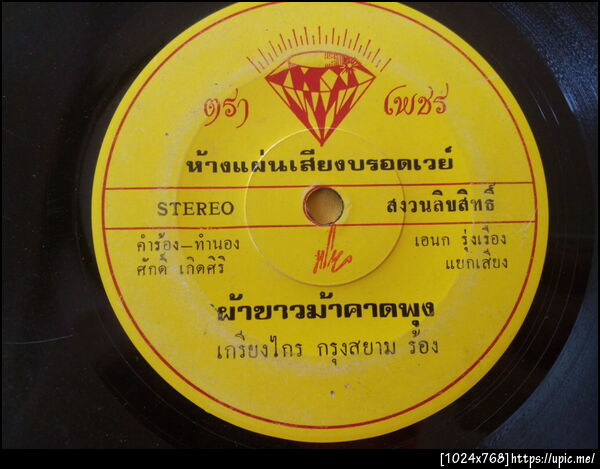 ตรา เพชร
ห้างแผ่นเสียงบรอดเวย์
STEREO สงวนลิขสิทธิ์
คำร้อง-ทำนอง เอนก รุ่งเรือง
ศักดิ์ เกิดศิริ แยกเสียง
ผ้าขาวม้าคาดพุง
เกรียงไกร กรุงสยาม ร้อง
[1024x768]https://upic.me/